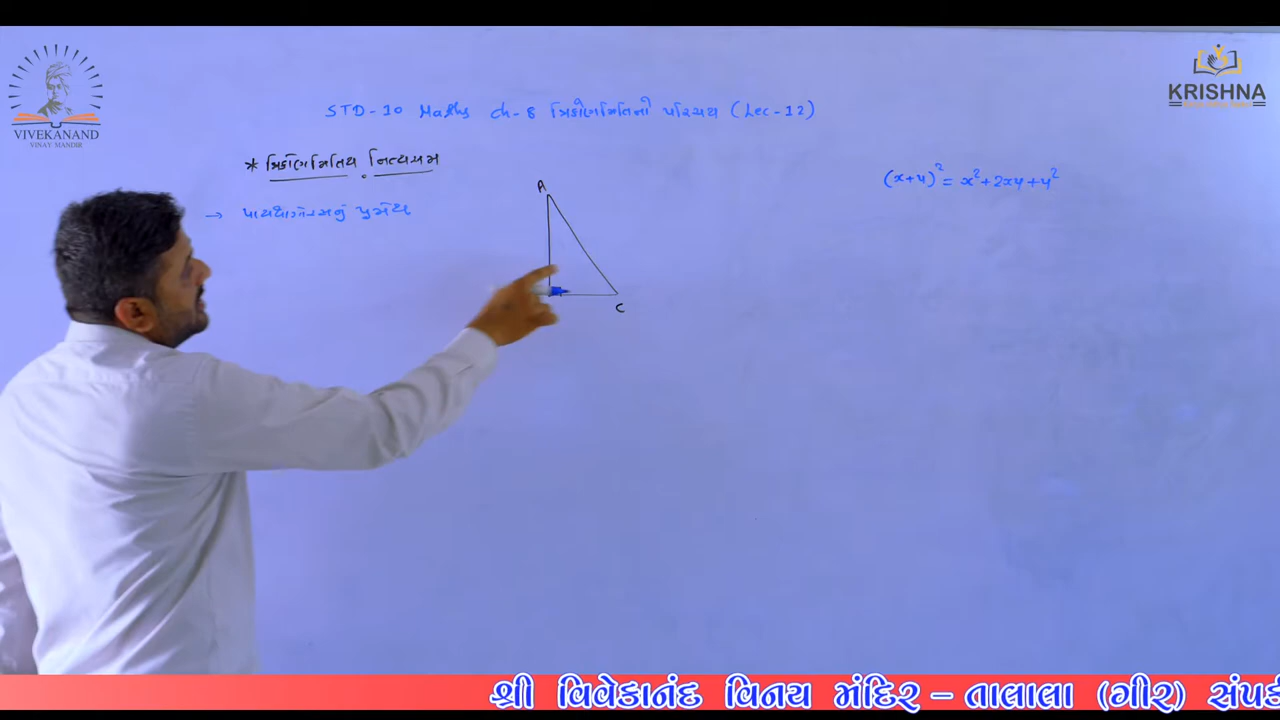 VIVEKANAND
VINAY MANDIR
KRISHNA
STD-10 Maths ch-8 ત્રિકોણમિતિનો પરિચય (Lec-12)
* ત્રિકોણમિતિય નિત્યસમ
→ પાયથાગોરસનું પ્રમેય
A
C
(x+y)² = x²+2xy+y²
શ્રી વિવેકાનંદ વિનય મંદિર – તાલાલા (ગીર) સંપર્ક